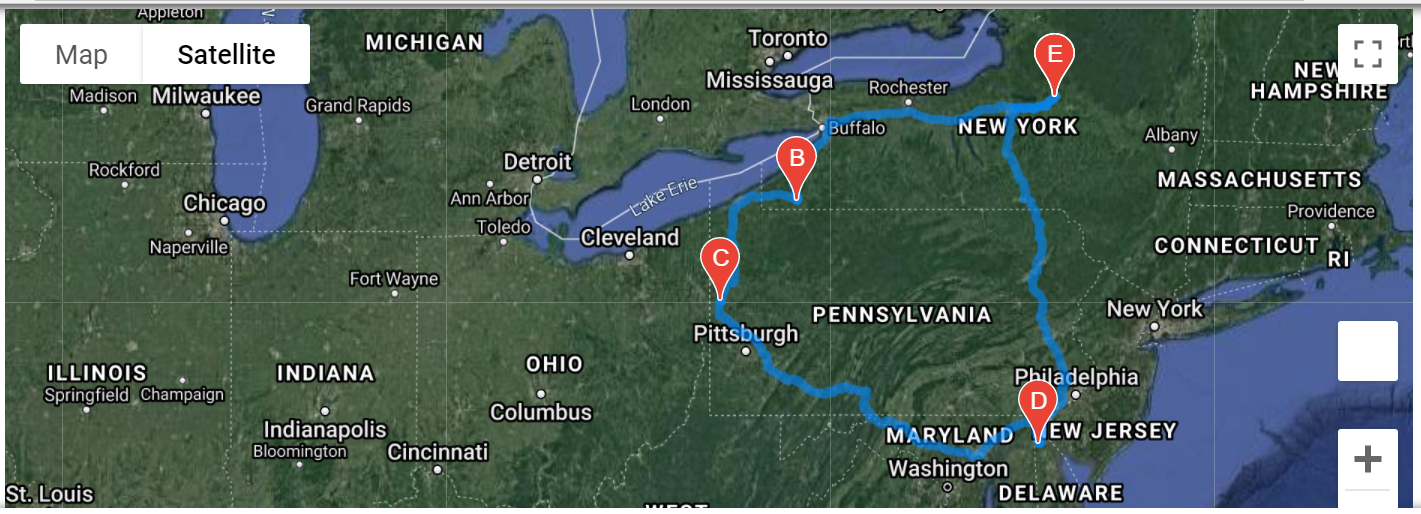 Appleton
Map
Satellite
MICHIGAN
Toronto
Mississauga
E
NEW
HAMPSHIRE
Madison
Milwaukee
Grand Rapids
London
Rochester
Buffalo
NEW YORK
Albany
Rockford
Detroit
B
MASSACHUSETTS
Chicago
Ann Arbor
Lake Erie
Providence
Naperville
Toledo
Cleveland
CONNECTICUT
RI
C
Fort Wayne
PENNSYLVANIA
New York
Pittsburgh
ILLINOIS
INDIANA
OHIO
Philadelphia
Springfield
Champaign
Columbus
D
Indianapolis
MARYLAND
EW JERSEY
Bloomington
Cincinnati
Washington
St. Louis
DELAWARE
WEST